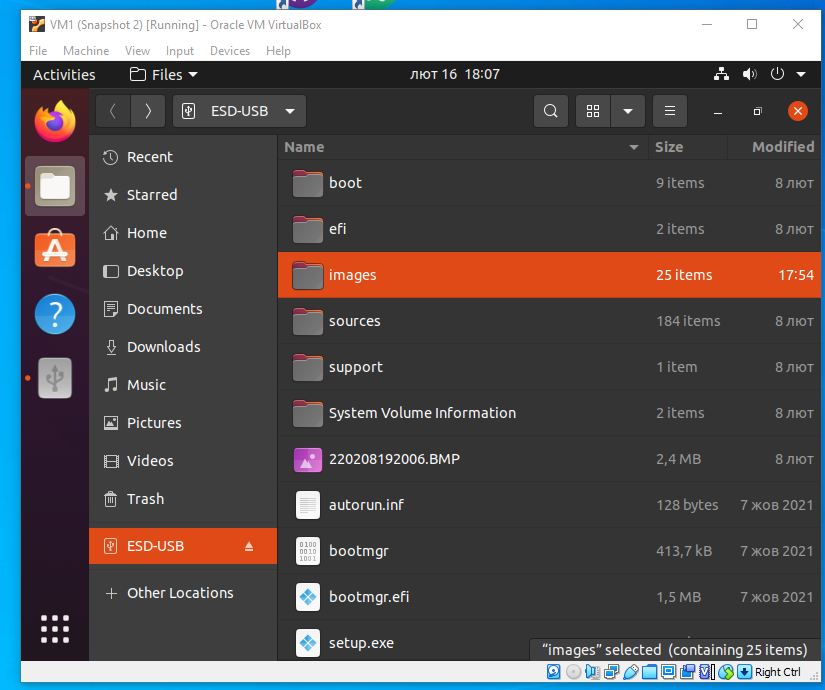 VM1 (Snapshot 2) [Running] - Oracle VM VirtualBox
File Machine View Input Devices Help
Activities Files лют 16 18:07
ESD-USB
Name Size Modified
Recent
Starred
Home
Desktop
Documents
Downloads
Music
Pictures
Videos
Trash
ESD-USB
Other Locations
boot 9 items 8 лют
efi 2 items 8 лют
images 25 items 17:54
sources 184 items 8 лют
support 1 item 8 лют
System Volume Information 2 items 8 лют
220208192006.BMP 2,4 MB 8 лют
autorun.inf 128 bytes 7 жов 2021
bootmgr 413,7 kB 7 жов 2021
bootmgr.efi 1,5 MB 7 жов 2021
setup.exe
“images” selected (containing 25 items)
Right Ctrl